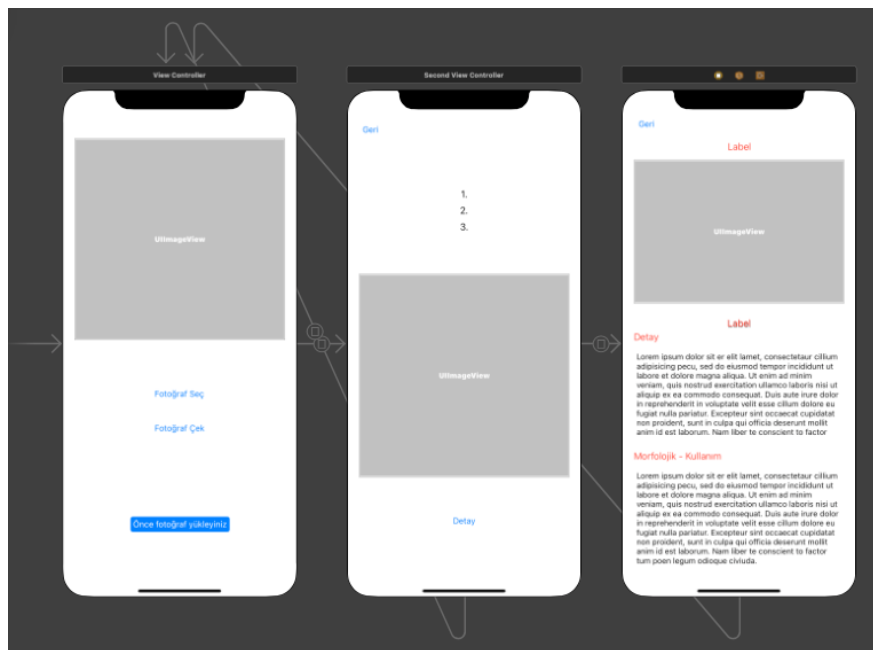 View Controller
UIImageView
Fotoğraf Seç
Fotoğraf Çek
Önce fotoğraf yükleyiniz
Second View Controller
Geri
1.
2.
3.
UIImageView
Detay
Geri
Label
UIImageView
Label
Detay
Lorem ipsum dolor sit er elit lamet, consectetaur cillium
adipisicing pecu, sed do eiusmod tempor incididunt ut
labore et dolore magna aliqua. Ut enim ad minim
veniam, quis nostrud exercitation ullamco laboris nisi ut
aliquip ex ea commodo consequat. Duis aute irure dolor
in reprehenderit in voluptate velit esse cillum dolore eu
fugiat nulla pariatur. Excepteur sint occaecat cupidatat
non proident, sunt in culpa qui officia deserunt mollit
anim id est laborum. Nam liber te conscient to factor
Morfolojik - Kullanım
Lorem ipsum dolor sit er elit lamet, consectetaur cillium
adipisicing pecu, sed do eiusmod tempor incididunt ut
labore et dolore magna aliqua. Ut enim ad minim
veniam, quis nostrud exercitation ullamco laboris nisi ut
aliquip ex ea commodo consequat. Duis aute irure dolor
in reprehenderit in voluptate velit esse cillum dolore eu
fugiat nulla pariatur. Excepteur sint occaecat cupidatat
non proident, sunt in culpa qui officia deserunt mollit
anim id est laborum. Nam liber te conscient to factor
tum poen legum odioque civiuda.